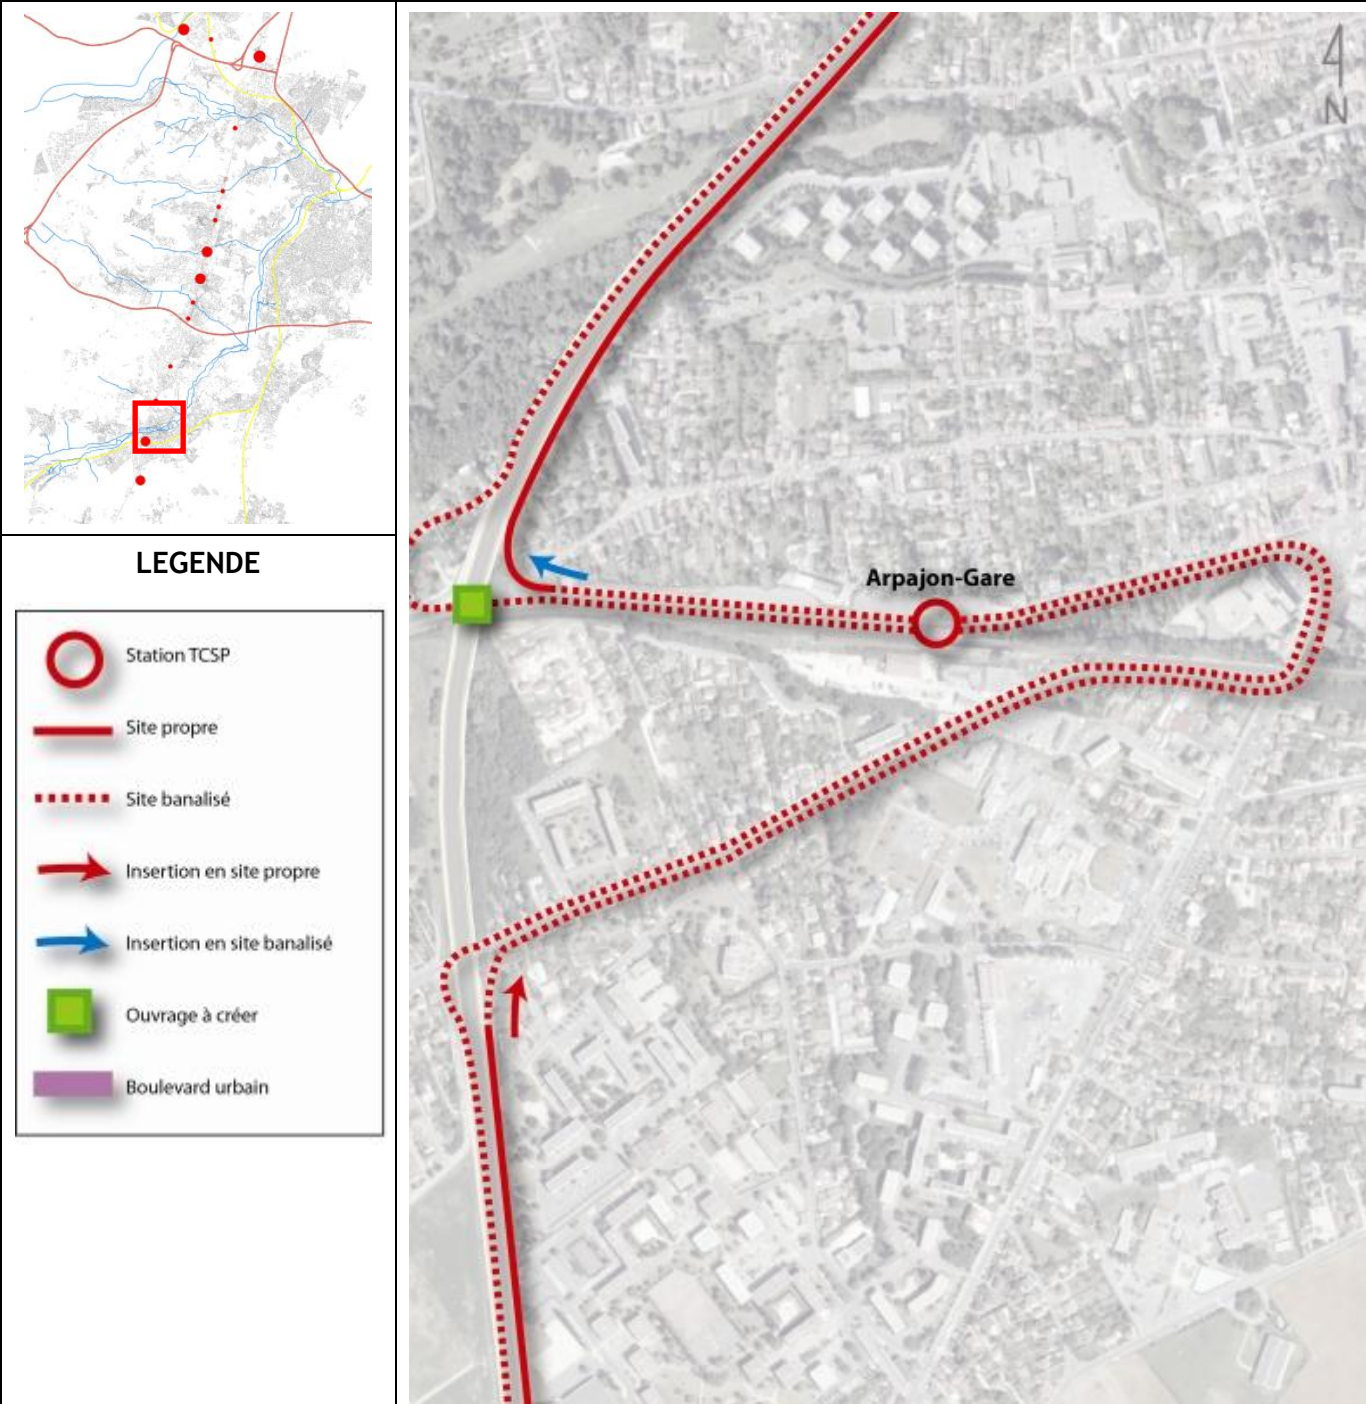 LEGENDE
Station TCSP
Site propre
Site banalisé
Insertion en site propre
Insertion en site banalisé
Ouvrage à créer
Boulevard urbain
N
Arpajon-Gare